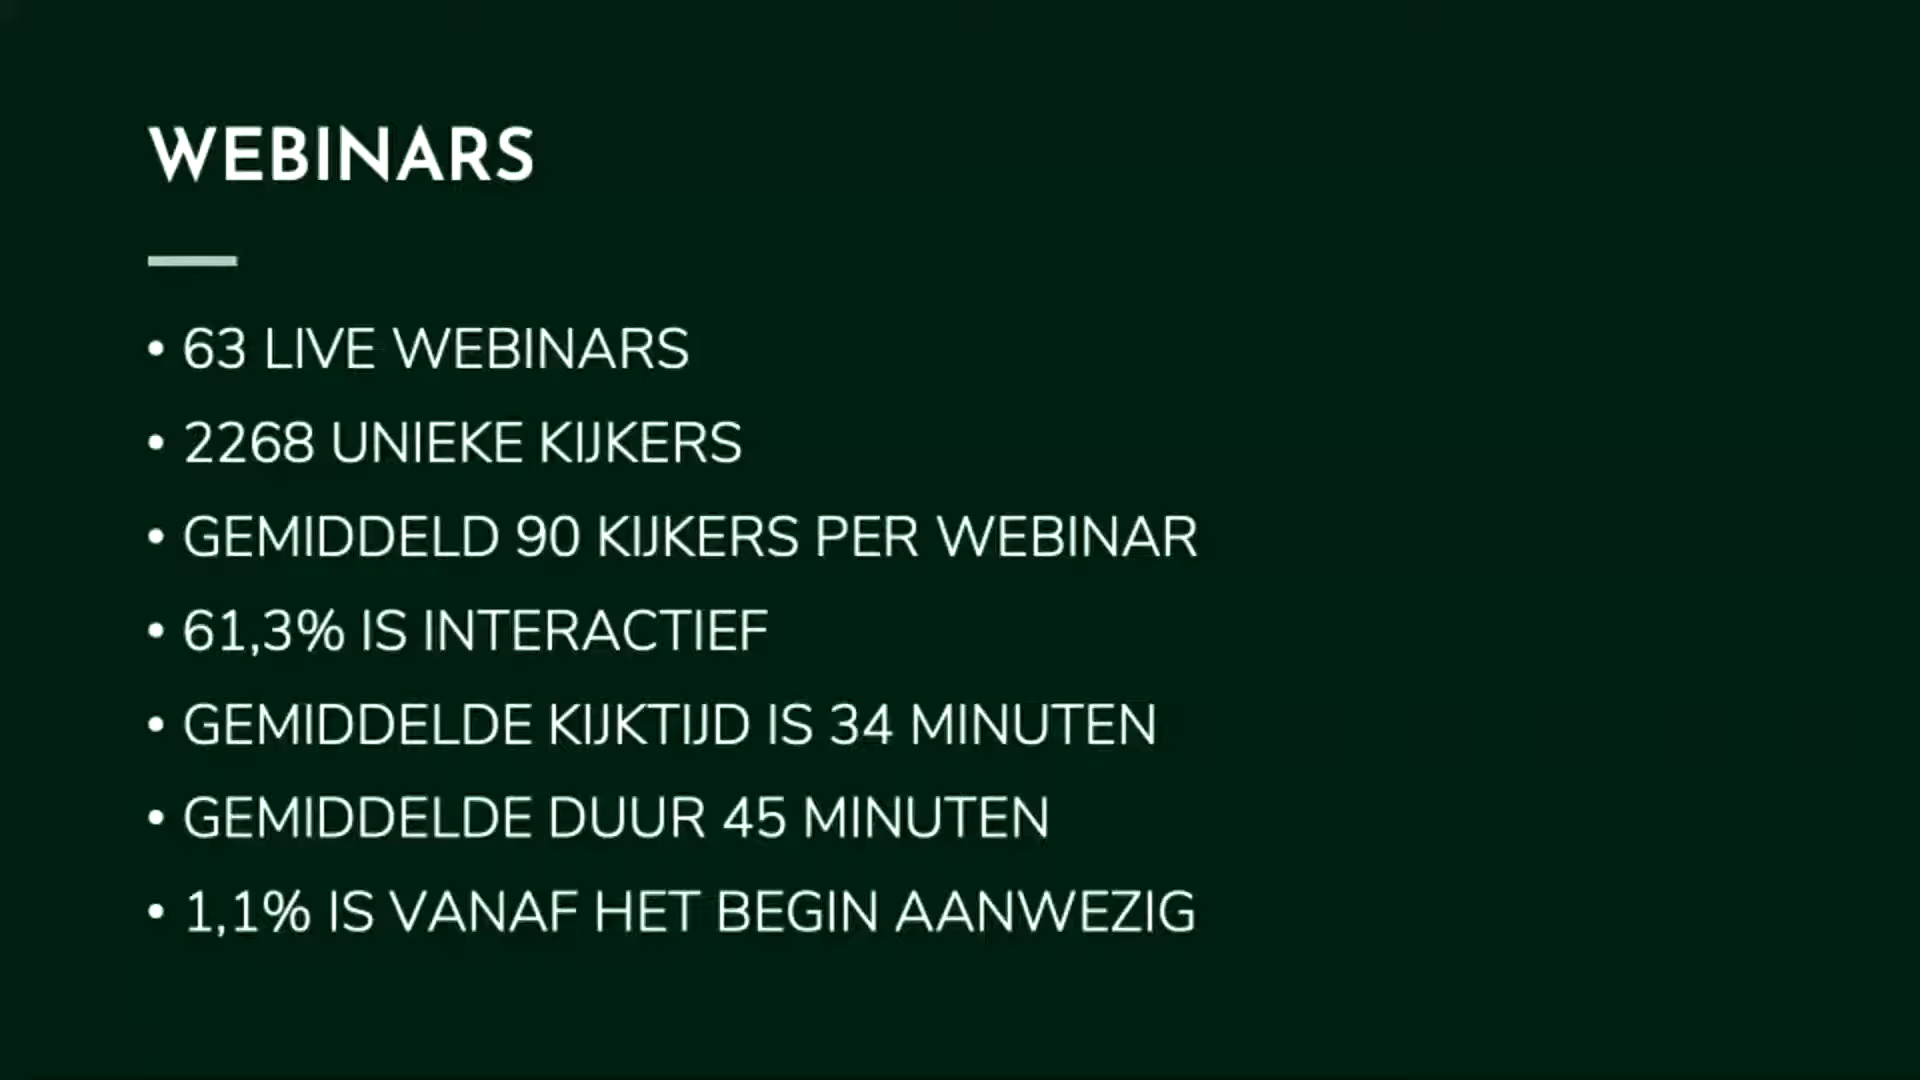 WEBINARS
• 63 LIVE WEBINARS
• 2268 UNIEKE KIJKERS
• GEMIDDELD 90 KIJKERS PER WEBINAR
• 61,3% IS INTERACTIEF
• GEMIDDELDE KIJKTIJD IS 34 MINUTEN
• GEMIDDELDE DUUR 45 MINUTEN
• 1,1% IS VANAF HET BEGIN AANWEZIG